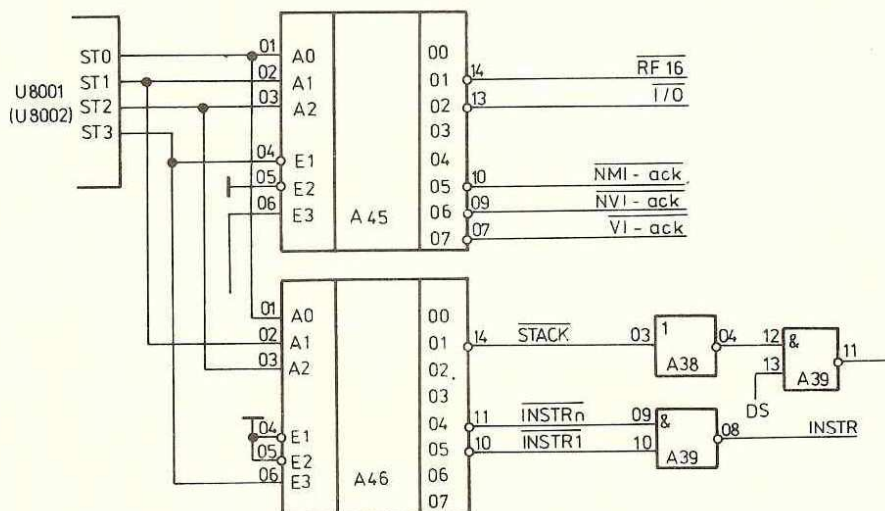 U8001
(U8002)
ST0
ST1
ST2
ST3
01
02
03
04
05
06
A0
A1
A2
E1
E2
E3
A45
00
01
02
03
04
05
06
07
14
13
10
09
07
RF 16
I/O
NMI - ack
NVI - ack
VI - ack
01
02
03
04
05
06
A0
A1
A2
E1
E2
E3
A46
00
01
02
03
04
05
06
07
14
11
10
STACK
INSTRn
INSTR1
03
1
A38
04
12
13
DS
&
A39
11
09
10
&
A39
08
INSTR